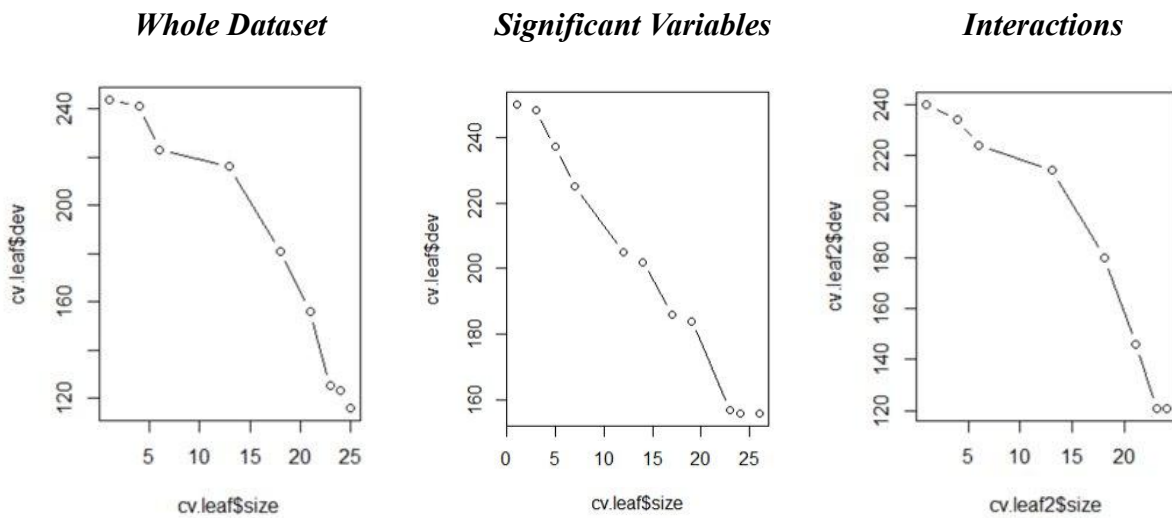 Whole Dataset
Significant Variables
Interactions
cv.leaf$dev
240
200
160
120
5 10 15 20 25
cv.leaf$size
cv.leaf$dev
240
220
200
180
160
0 5 10 15 20 25
cv.leaf$size
cv.leaf2$dev
240
220
200
180
160
140
120
5 10 15 20
cv.leaf2$size